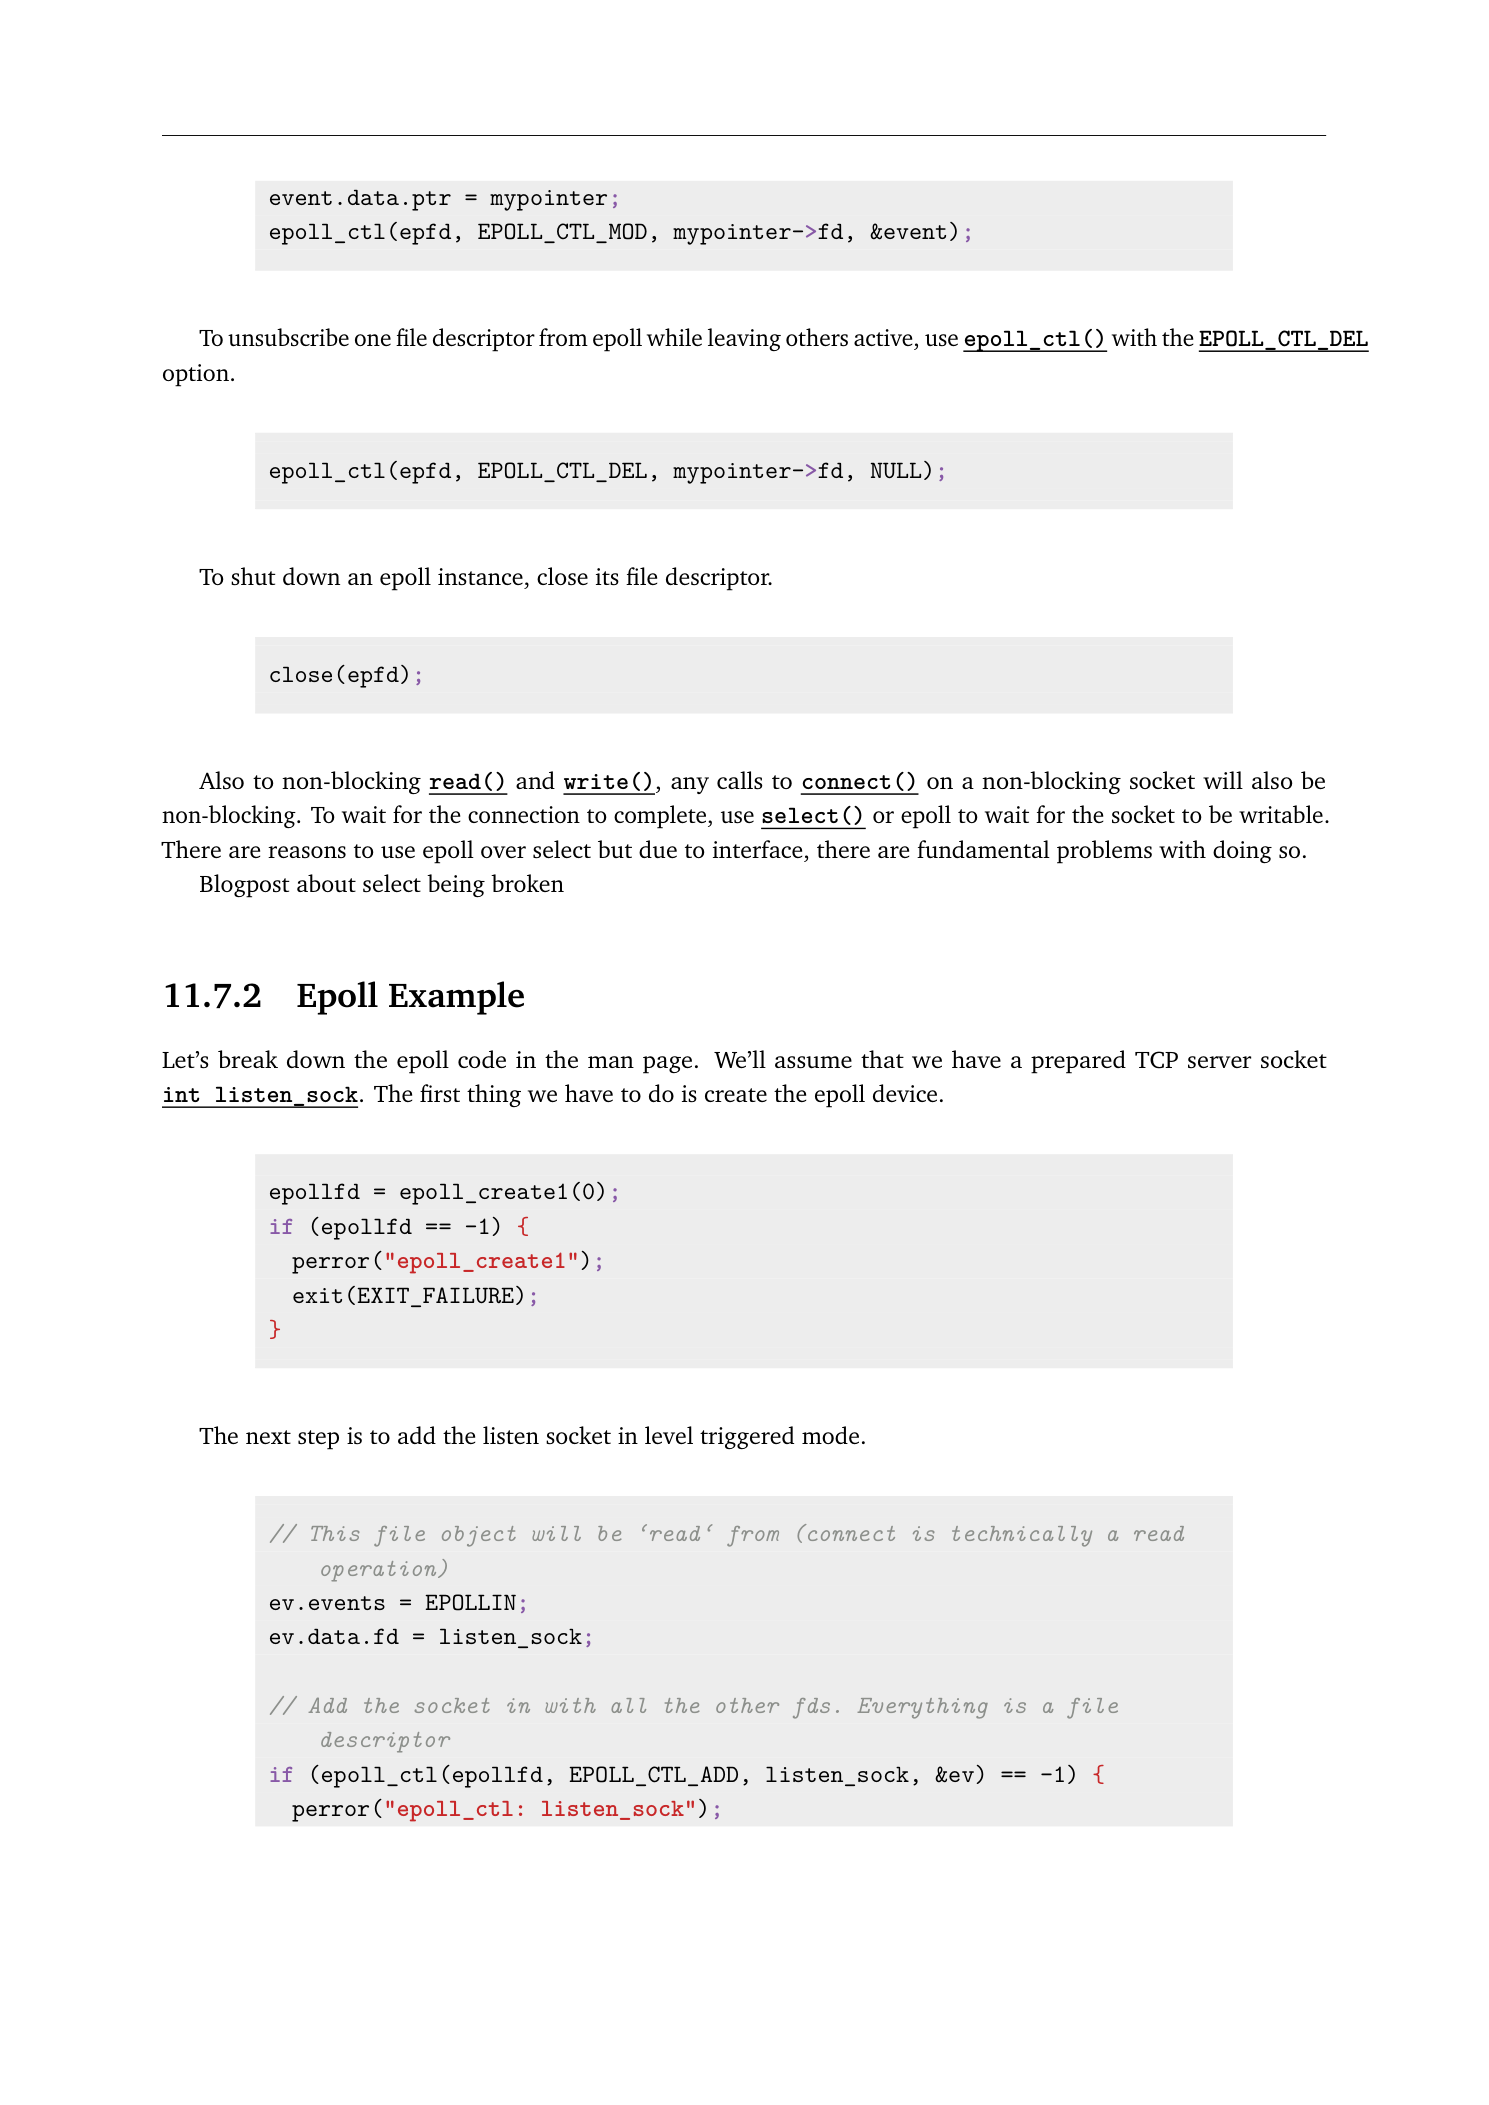 event.data.ptr = mypointer;
epoll_ctl(epfd, EPOLL_CTL_MOD, mypointer->fd, &event);
To unsubscribe one file descriptor from epoll while leaving others active, use epoll_ctl() with the EPOLL_CTL_DEL
option.
epoll_ctl(epfd, EPOLL_CTL_DEL, mypointer->fd, NULL);
To shut down an epoll instance, close its file descriptor.
close(epfd);
Also to non-blocking read() and write(), any calls to connect() on a non-blocking socket will also be
non-blocking. To wait for the connection to complete, use select() or epoll to wait for the socket to be writable.
There are reasons to use epoll over select but due to interface, there are fundamental problems with doing so.
Blogpost about select being broken
11.7.2 Epoll Example
Let’s break down the epoll code in the man page. We’ll assume that we have a prepared TCP server socket
int listen_sock. The first thing we have to do is create the epoll device.
epollfd = epoll_create1(0);
if (epollfd == -1) {
perror("epoll_create1");
exit(EXIT_FAILURE);
}
The next step is to add the listen socket in level triggered mode.
// This file object will be ‘read‘ from (connect is technically a read
operation)
ev.events = EPOLLIN;
ev.data.fd = listen_sock;
// Add the socket in with all the other fds. Everything is a file
descriptor
if (epoll_ctl(epollfd, EPOLL_CTL_ADD, listen_sock, &ev) == -1) {
perror("epoll_ctl: listen_sock");